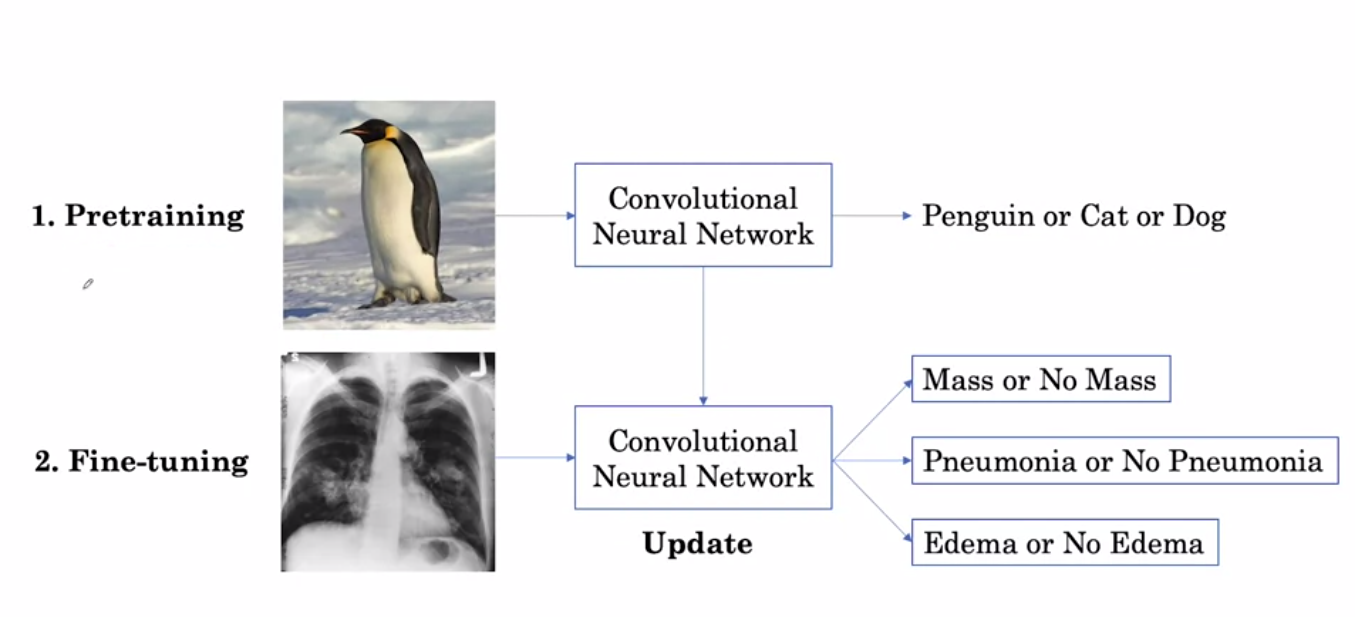 1. Pretraining
Convolutional
Neural Network
Penguin or Cat or Dog
2. Fine-tuning
Convolutional
Neural Network
Update
Mass or No Mass
Pneumonia or No Pneumonia
Edema or No Edema